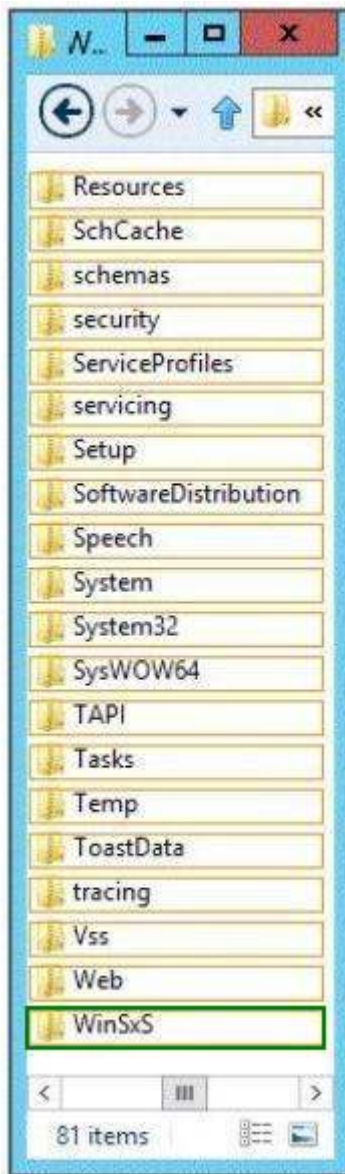 N...
«
Resources
SchCache
schemas
security
ServiceProfiles
servicing
Setup
SoftwareDistribution
Speech
System
System32
SysWOW64
TAPI
Tasks
Temp
ToastData
tracing
Vss
Web
WinSxS
81 items